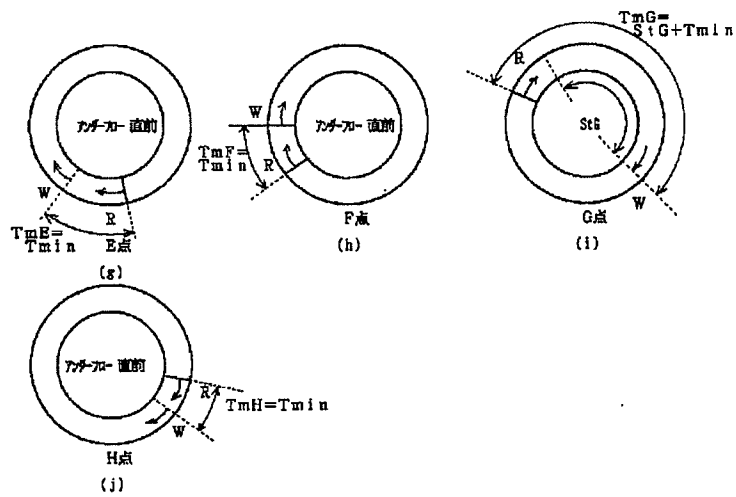 アンダーフロー 直前
W
R
TmE=
Tmin
E点
(g)
アンダーフロー 直前
W
TmF=
Tmin
R
F点
(h)
TmG=
StG+Tmin
R
StG
W
G点
(i)
アンダーフロー 直前
R
TmH=Tmin
W
H点
(j)